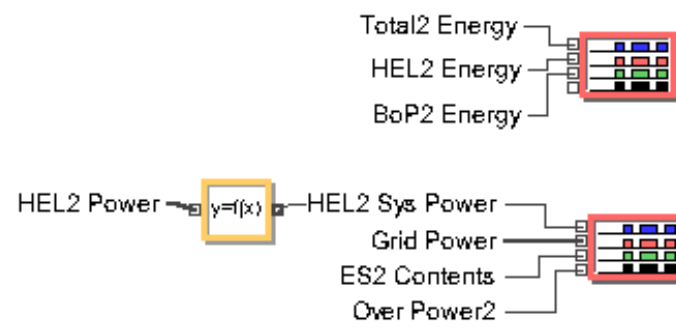 Total2 Energy
HEL2 Energy
BoP2 Energy
HEL2 Power
y=f(x)
HEL2 Sys Power
Grid Power
ES2 Contents
Over Power2